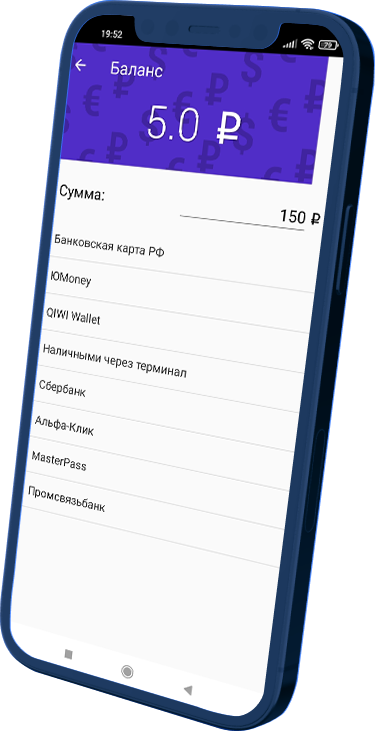 19:52
79
Баланс
5.0 ₽
Сумма:
150 ₽
Банковская карта РФ
ЮMoney
QIWI Wallet
Наличными через терминал
Сбербанк
Альфа-Клик
MasterPass
Промсвязьбанк